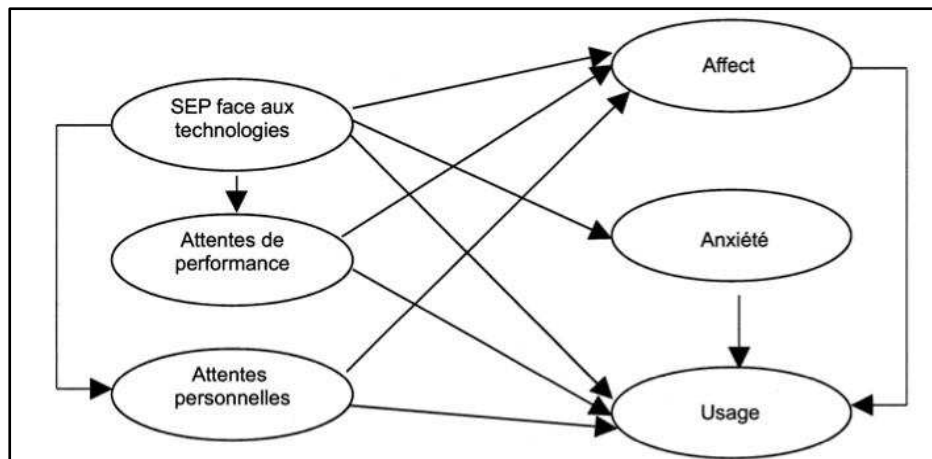 SEP face aux
technologies
Attentes de
performance
Attentes
personnelles
Affect
Anxiété
Usage